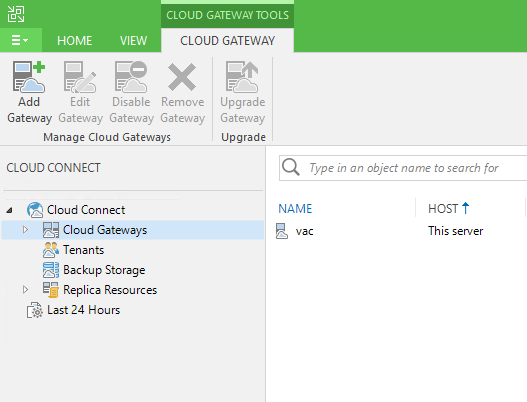 CLOUD GATEWAY TOOLS
HOME VIEW CLOUD GATEWAY
Add Gateway
Edit Gateway
Disable Gateway
Remove Gateway
Upgrade Gateway
Manage Cloud Gateways
Upgrade
CLOUD CONNECT
Cloud Connect
Cloud Gateways
Tenants
Backup Storage
Replica Resources
Last 24 Hours
Type in an object name to search for
NAME HOST
vac This server